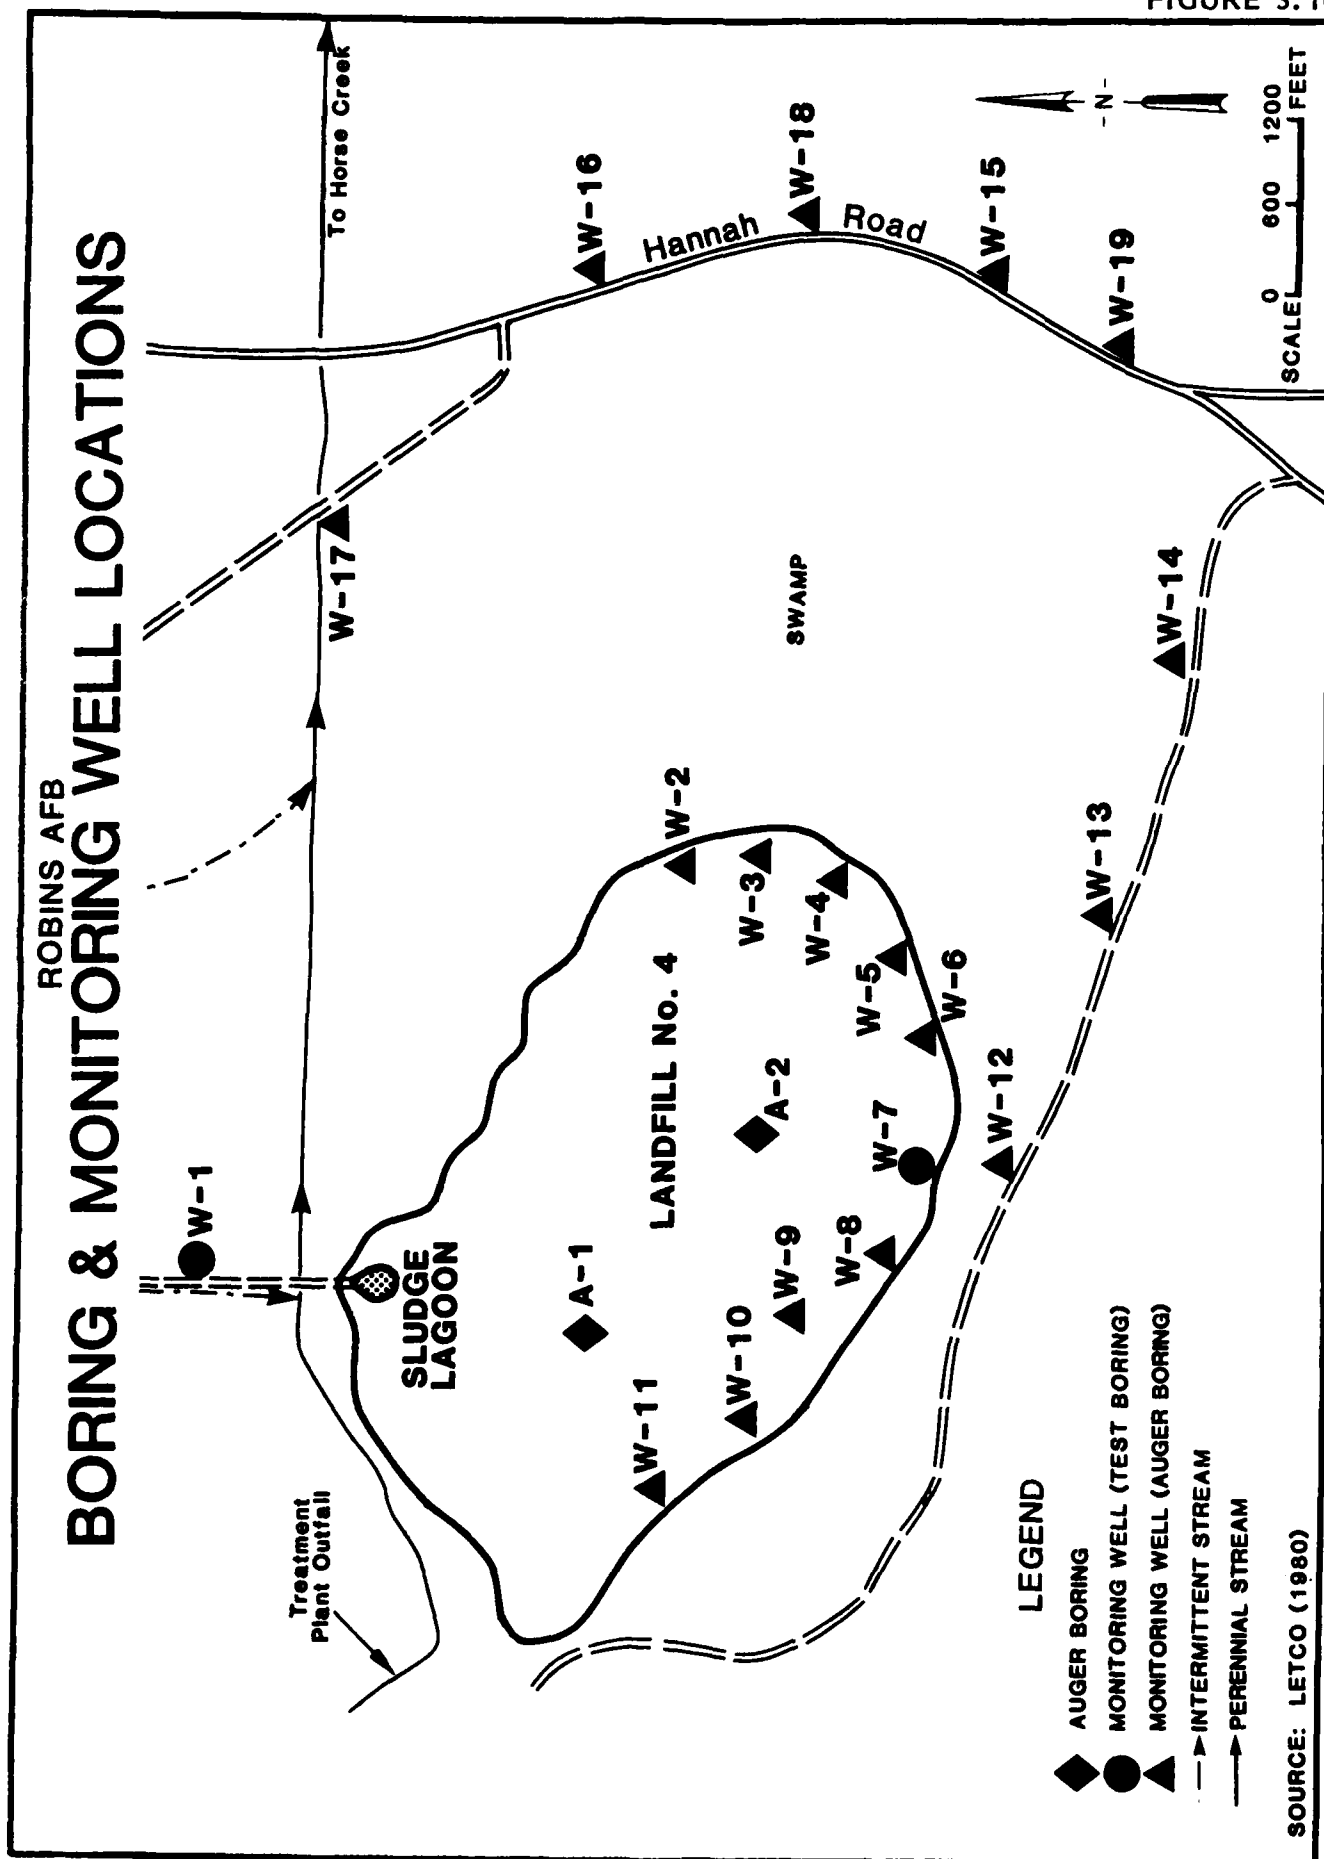 FIGURE 3.
ROBINS AFB
BORING & MONITORING WELL LOCATIONS
To Horse Creek
W-1
W-17
Treatment
Plant Outfall
SLUDGE
LAGOON
W-16
Hannah Road
W-18
W-15
W-19
SWAMP
LANDFILL No. 4
A-1
A-2
W-2
W-3
W-4
W-5
W-6
W-7
W-8
W-9
W-10
W-11
W-12
W-13
W-14
-N-
LEGEND
AUGER BORING
MONITORING WELL (TEST BORING)
MONITORING WELL (AUGER BORING)
INTERMITTENT STREAM
PERENNIAL STREAM
0 600 1200
SCALE FEET
SOURCE: LETCO (1980)